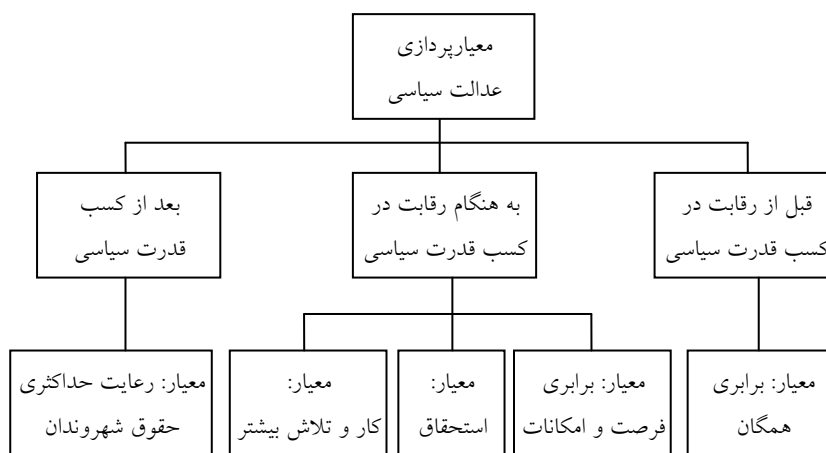 معیارپردازی
عدالت سیاسی
قبل از رقابت در
کسب قدرت سیاسی
به هنگام رقابت در
کسب قدرت سیاسی
بعد از کسب
قدرت سیاسی
معیار: برابری
همگان
معیار: برابری
فرصت و امکانات
معیار:
استحقاق
معیار:
کار و تلاش بیشتر
معیار: رعایت حداکثری
حقوق شهروندان